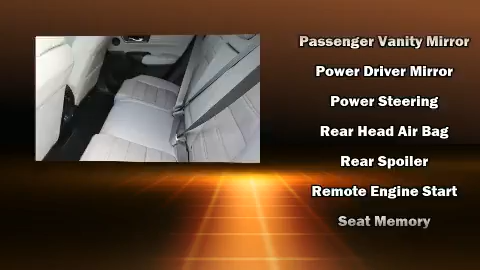 Passenger Vanity Mirror
Power Driver Mirror
Power Steering
Rear Head Air Bag
Rear Spoiler
Remote Engine Start
Seat Memory